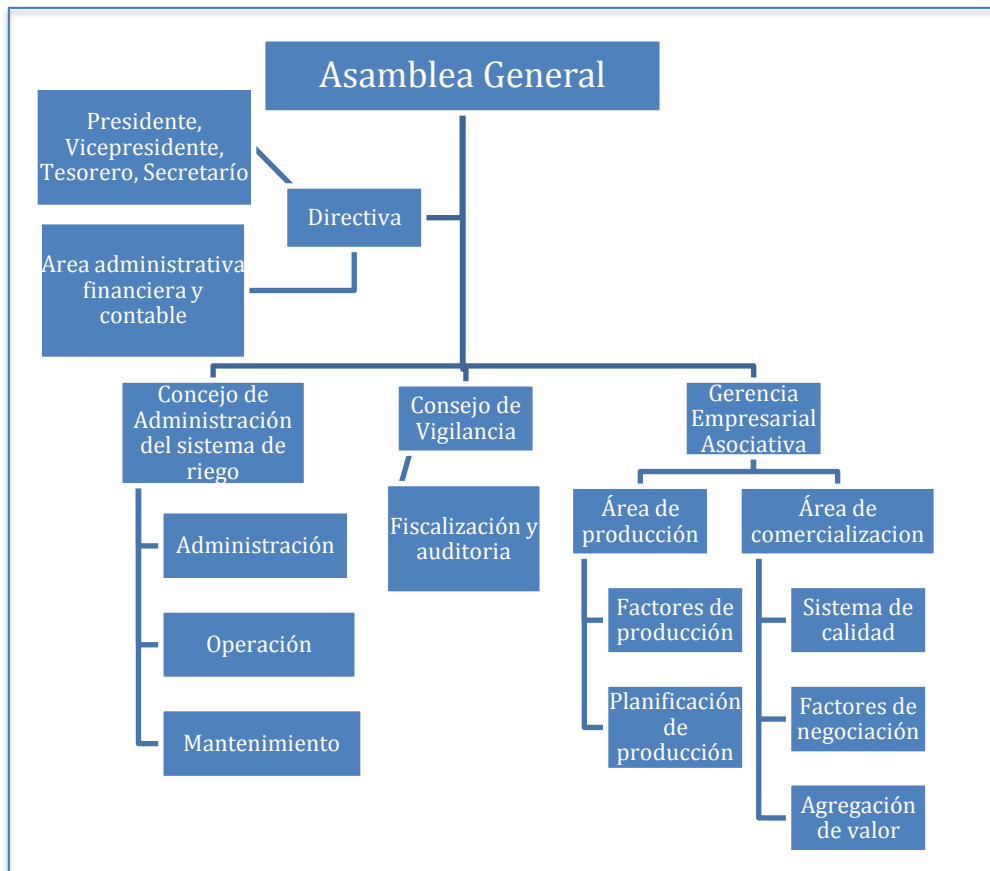 Asamblea General
Presidente,
Vicepresidente,
Tesorero, Secretarío
Directiva
Area administrativa
financiera y
contable
Concejo de
Administración
del sistema de
riego
Consejo de
Vigilancia
Gerencia
Empresarial
Asociativa
Administración
Operación
Mantenimiento
Fiscalización y
auditoria
Área de
producción
Factores de
producción
Planificación
de
producción
Área de
comercializacion
Sistema de
calidad
Factores de
negociación
Agregación
de valor